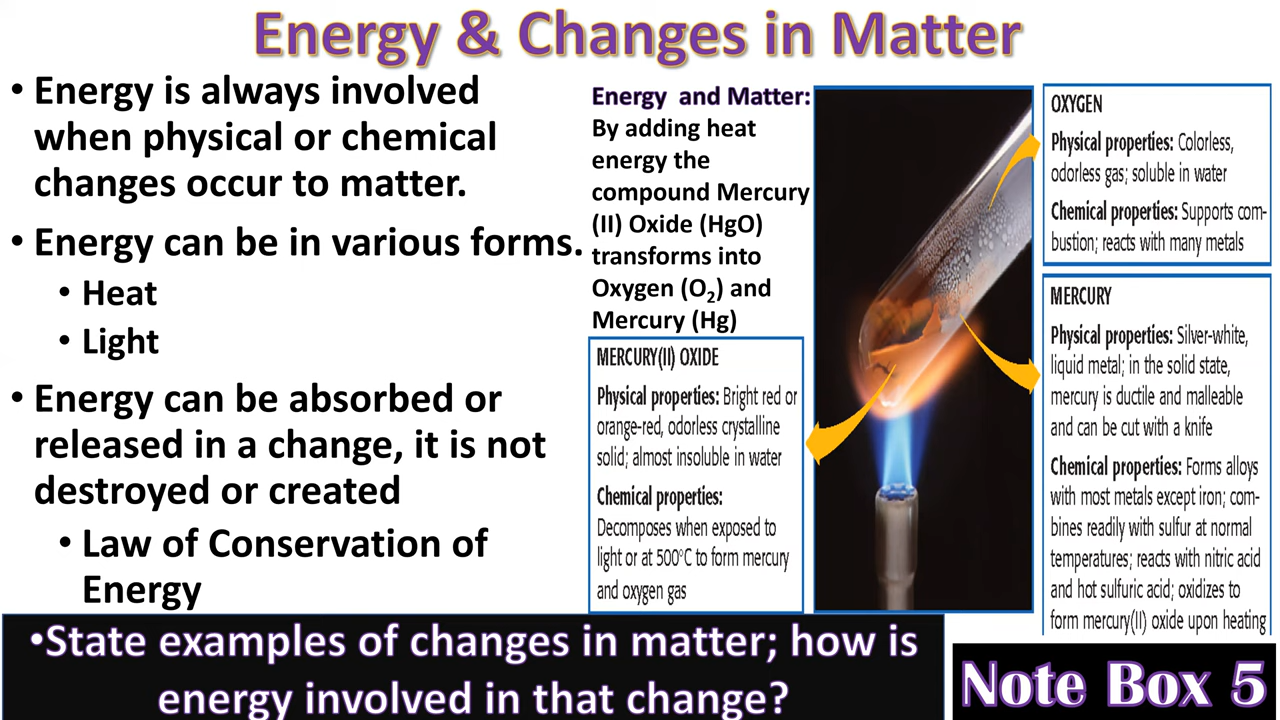 Energy & Changes in Matter
• Energy is always involved
when physical or chemical
changes occur to matter.
• Energy can be in various forms.
• Heat
• Light
• Energy can be absorbed or
released in a change, it is not
destroyed or created
• Law of Conservation of
Energy
Energy and Matter:
By adding heat
energy the
compound Mercury
(II) Oxide (HgO)
transforms into
Oxygen (O₂) and
Mercury (Hg)
MERCURY(II) OXIDE
Physical properties: Bright red or
orange-red, odorless crystalline
solid; almost insoluble in water
Chemical properties:
Decomposes when exposed to
light or at 500°C to form mercury
and oxygen gas
OXYGEN
Physical properties: Colorless,
odorless gas; soluble in water
Chemical properties: Supports com-
bustion; reacts with many metals
MERCURY
Physical properties: Silver-white,
liquid metal; in the solid state,
mercury is ductile and malleable
and can be cut with a knife
Chemical properties: Forms alloys
with most metals except iron; com-
bines readily with sulfur at normal
temperatures; reacts with nitric acid
and hot sulfuric acid; oxidizes to
form mercury(II) oxide upon heating
•State examples of changes in matter; how is
energy involved in that change?
Note Box 5